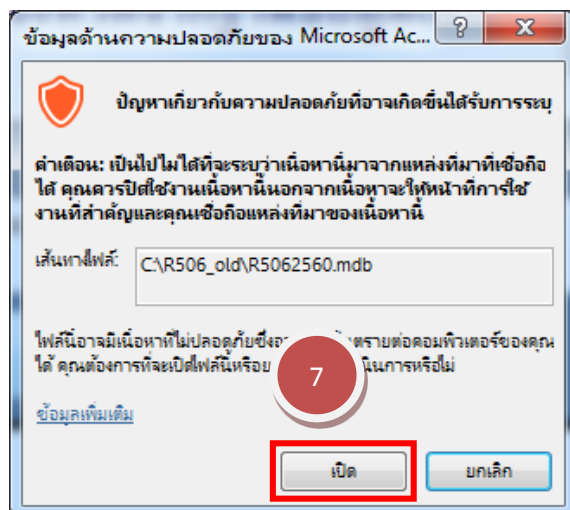 ข้อมูลด้านความปลอดภัยของ Microsoft Ac...
ปัญหาเกี่ยวกับความปลอดภัยที่อาจเกิดขึ้นได้รับการระบุ
คำเตือน: เป็นไปไม่ได้ที่จะระบุว่าเนื้อหานี้มาจากแหล่งที่มาที่เชื่อถือ
ได้ คุณควรปิดใช้งานเนื้อหานี้นอกจากเนื้อหาจะให้หน้าที่การใช้
งานที่สำคัญและคุณเชื่อถือแหล่งที่มาของเนื้อหานี้
เส้นทางไฟล์: C:\R506_old\R5062560.mdb
ไฟล์นี้อาจมีเนื้อหาที่ไม่ปลอดภัยซึ่ง ตรายต่อคอมพิวเตอร์ของคุณ
ได้ คุณต้องการที่จะเปิดไฟล์นี้หรือย นินการหรือไม่
7
ข้อมูลเพิ่มเติม
เปิด ยกเลิก